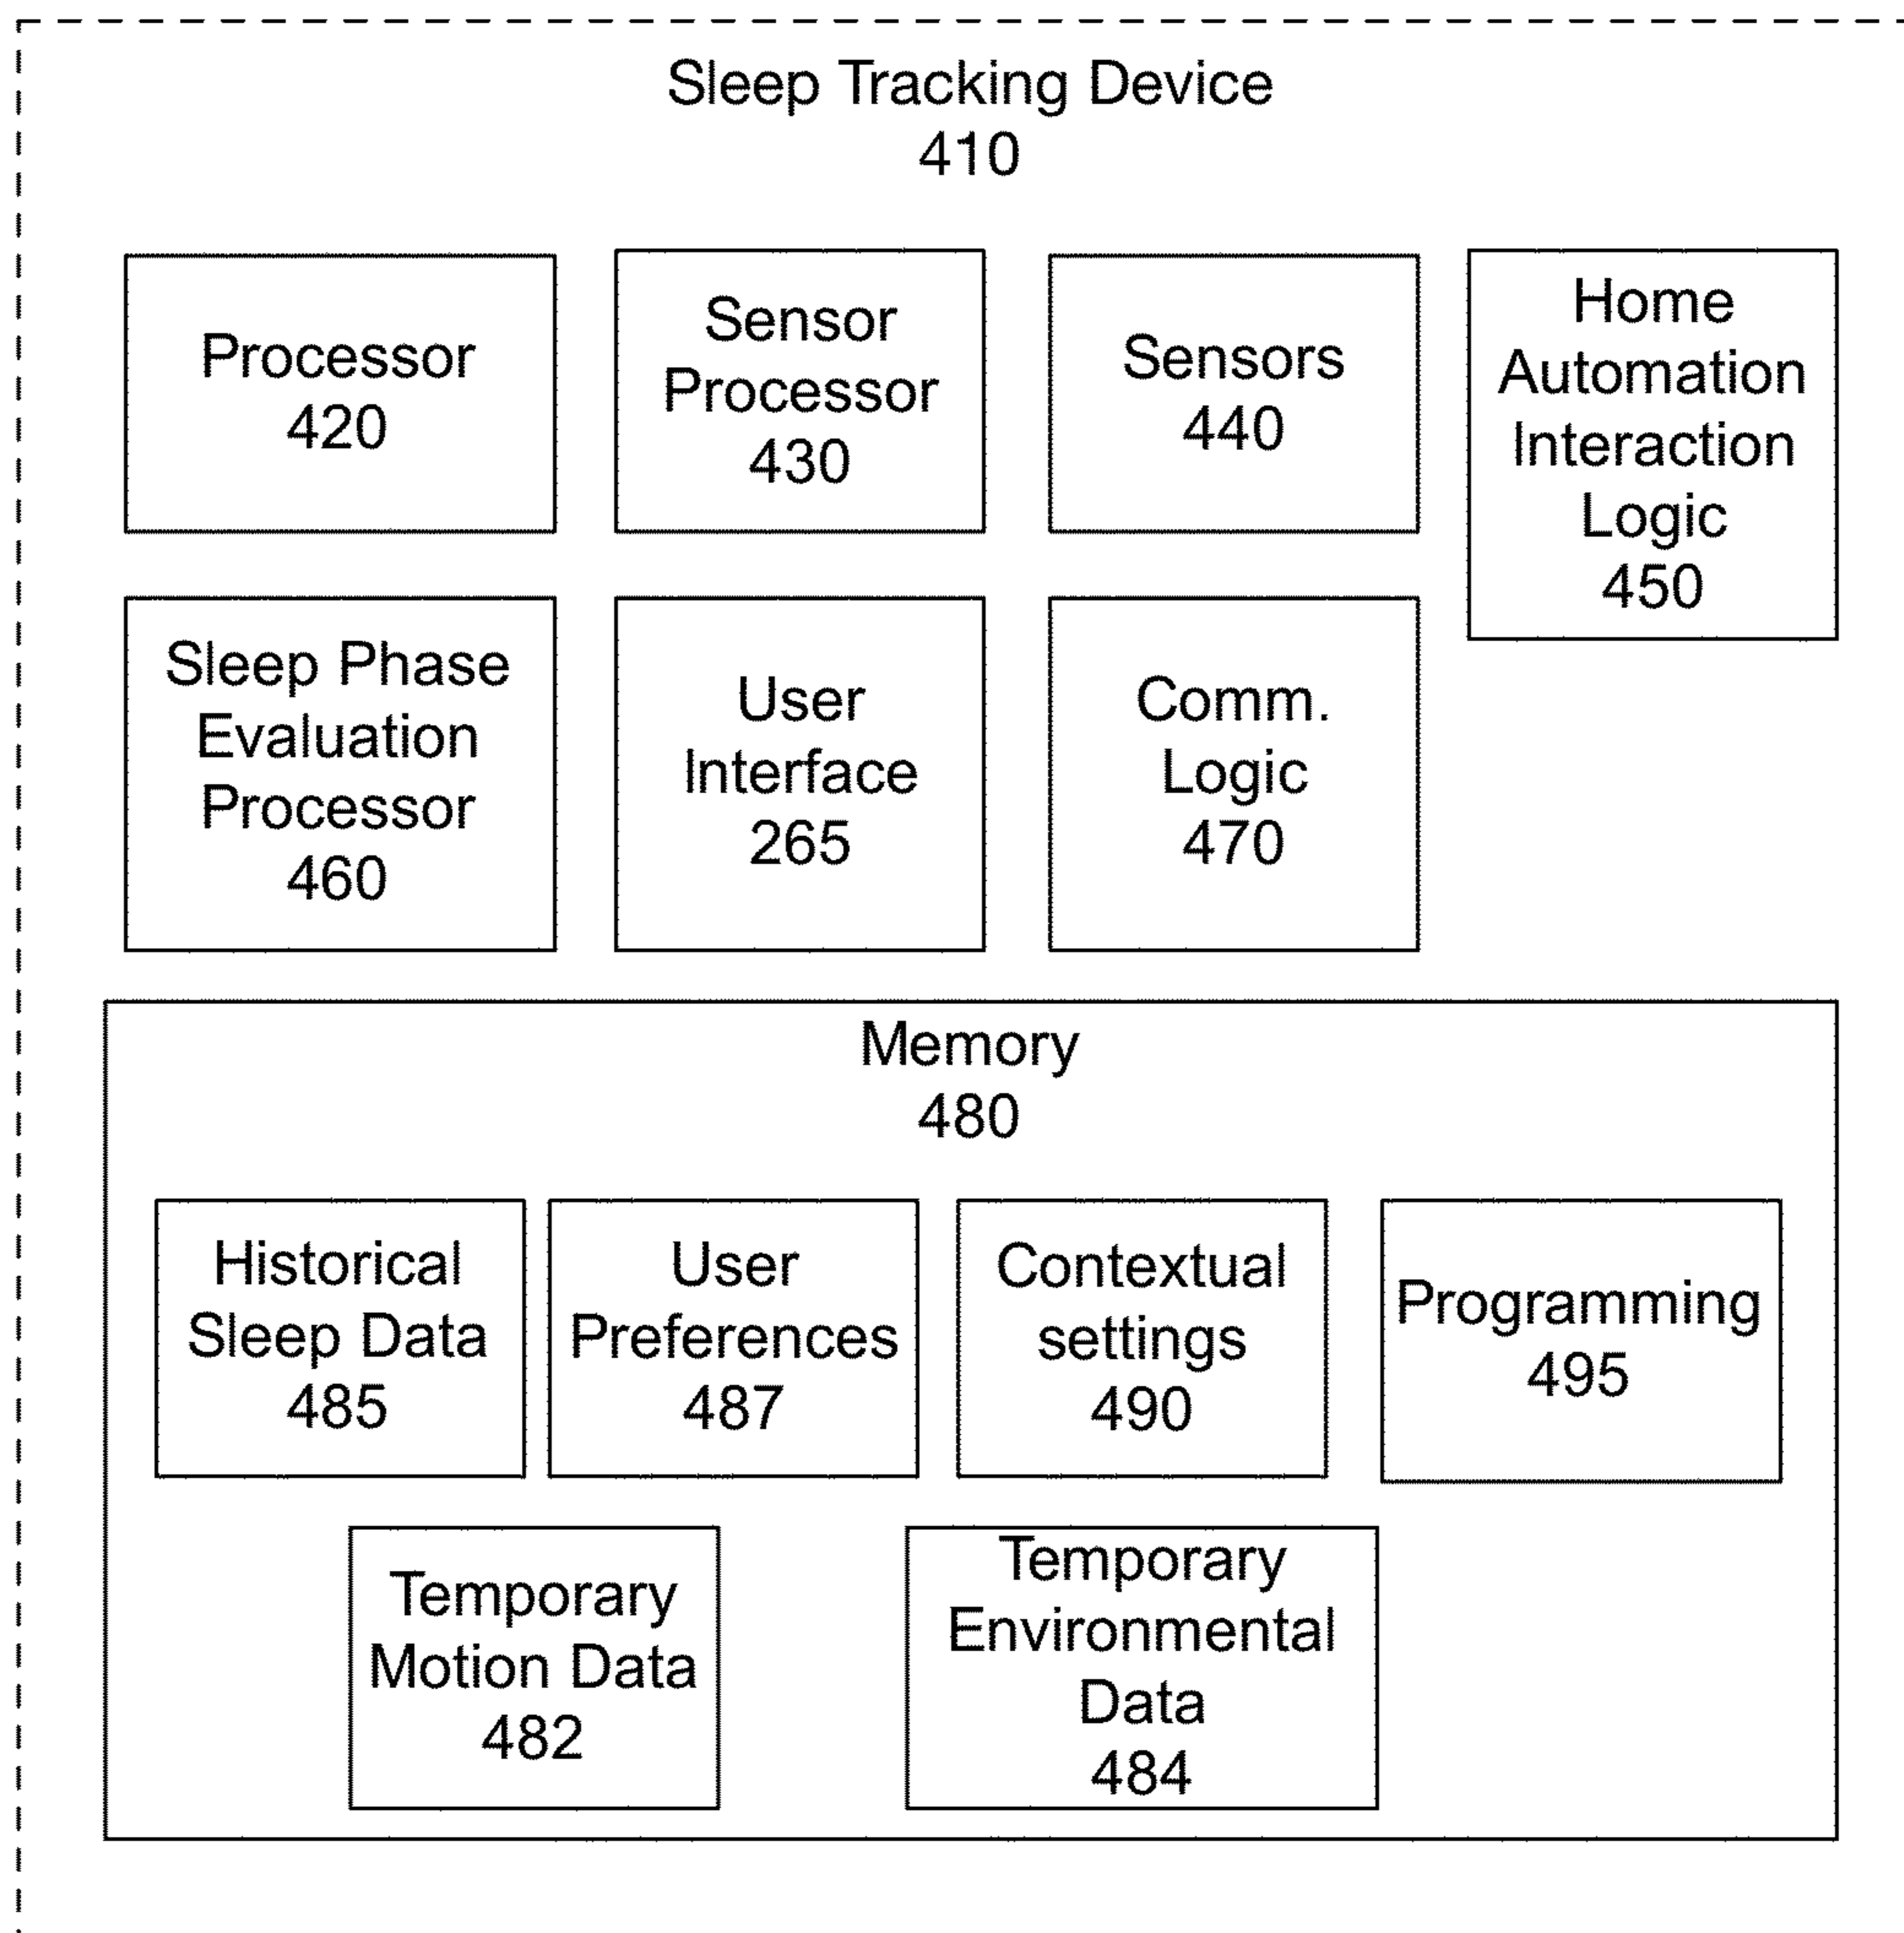 Sleep Tracking Device
410
Processor
420
Sensor
Processor
430
Sensors
440
Home
Automation
Interaction
Logic
450
Sleep Phase
Evaluation
Processor
460
User
Interface
265
Comm.
Logic
470
Memory
480
Historical
Sleep Data
485
User
Preferences
487
Contextual
settings
490
Programming
495
Temporary
Motion Data
482
Temporary
Environmental
Data
484